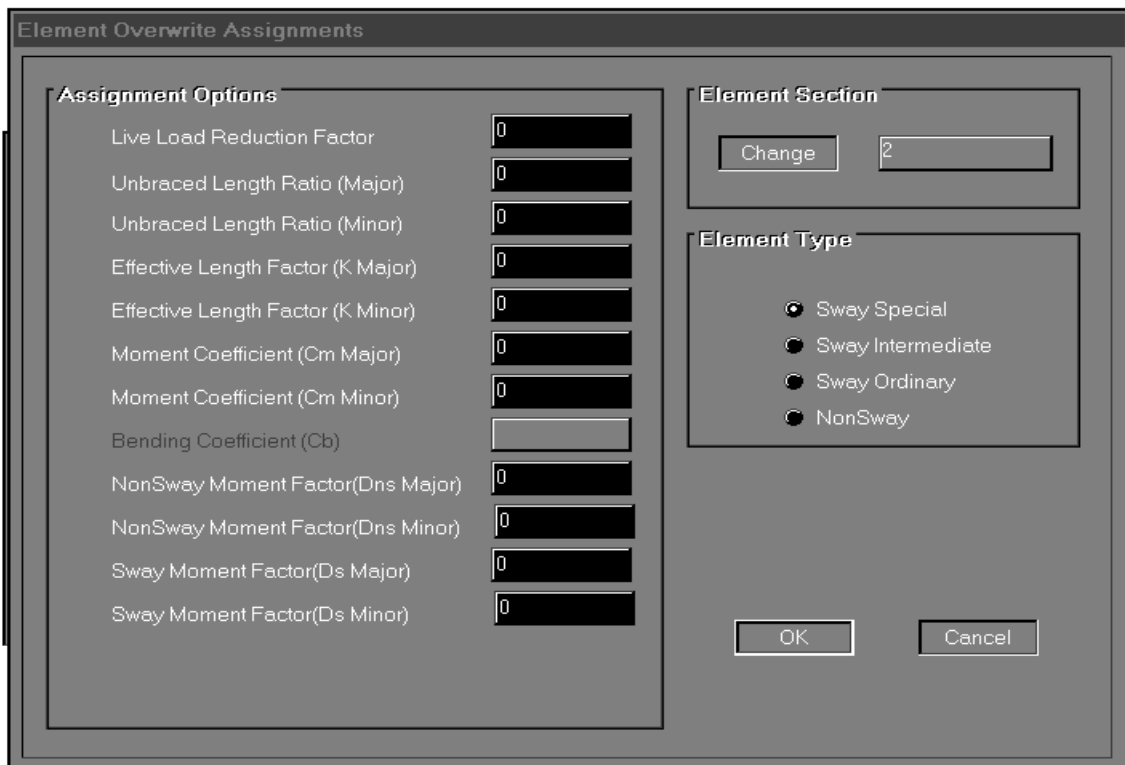 Element Overwrite Assignments
Assignment Options
Live Load Reduction Factor 0
Unbraced Length Ratio (Major) 0
Unbraced Length Ratio (Minor) 0
Effective Length Factor (K Major) 0
Effective Length Factor (K Minor) 0
Moment Coefficient (Cm Major) 0
Moment Coefficient (Cm Minor) 0
Bending Coefficient (Cb)
NonSway Moment Factor(Dns Major) 0
NonSway Moment Factor(Dns Minor) 0
Sway Moment Factor(Ds Major) 0
Sway Moment Factor(Ds Minor) 0
Element Section
Change 2
Element Type
Sway Special
Sway Intermediate
Sway Ordinary
NonSway
OK Cancel